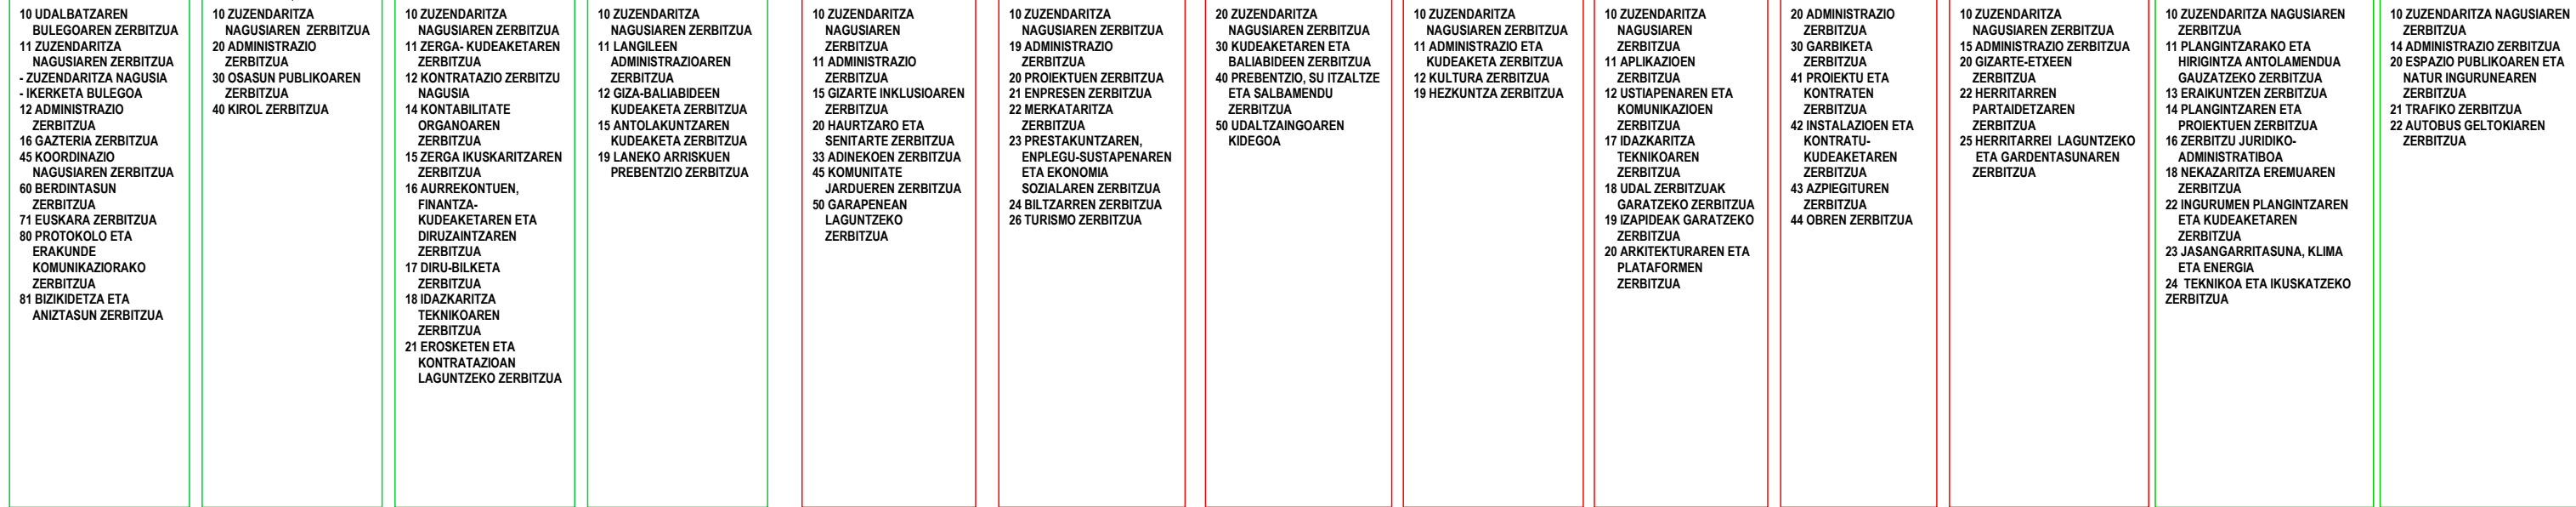 10 UDALBATZAREN
BULEGOAREN ZERBITZUA
11 ZUZENDARITZA
NAGUSIAREN ZERBITZUA
- ZUZENDARITZA NAGUSIA
- IKERKETA BULEGOA
12 ADMINISTRAZIO
ZERBITZUA
16 GAZTERIA ZERBITZUA
45 KOORDINAZIO
NAGUSIAREN ZERBITZUA
60 BERDINTASUN
ZERBITZUA
71 EUSKARA ZERBITZUA
80 PROTOKOLO ETA
ERAKUNDE
KOMUNIKAZIORAKO
ZERBITZUA
81 BIZIKIDETZA ETA
ANIZTASUN ZERBITZUA
10 ZUZENDARITZA
NAGUSIAREN ZERBITZUA
20 ADMINISTRAZIO
ZERBITZUA
30 OSASUN PUBLIKOAREN
ZERBITZUA
40 KIROL ZERBITZUA
10 ZUZENDARITZA
NAGUSIAREN ZERBITZUA
11 ZERGA- KUDEAKETAREN
ZERBITZUA
12 KONTRATAZIO ZERBITZU
NAGUSIA
14 KONTABILITATE
ORGANOAREN
ZERBITZUA
15 ZERGA IKUSKARITZAREN
ZERBITZUA
16 AURREKONTUEN,
FINANTZA-
KUDEAKETAREN ETA
DIRUZAINTZAREN
ZERBITZUA
17 DIRU-BILKETA
ZERBITZUA
18 IDAZKARITZA
TEKNIKOAREN
ZERBITZUA
21 EROSKETEN ETA
KONTRATAZIOAN
LAGUNTZEKO ZERBITZUA
10 ZUZENDARITZA
NAGUSIAREN ZERBITZUA
11 LANGILEEN
ADMINISTRAZIOAREN
ZERBITZUA
12 GIZA-BALIABIDEEN
KUDEAKETA ZERBITZUA
15 ANTOLAKUNTZAREN
KUDEAKETA ZERBITZUA
19 LANEKO ARRISKUEN
PREBENTZIO ZERBITZUA
10 ZUZENDARITZA
NAGUSIAREN
ZERBITZUA
11 ADMINISTRAZIO
ZERBITZUA
15 GIZARTE INKLUSIOAREN
ZERBITZUA
20 HAURTZARO ETA
SENITARTE ZERBITZUA
33 ADINEKOEN ZERBITZUA
45 KOMUNITATE
JARDUEREN ZERBITZUA
50 GARAPENEAN
LAGUNTZEKO
ZERBITZUA
10 ZUZENDARITZA
NAGUSIAREN ZERBITZUA
19 ADMINISTRAZIO
ZERBITZUA
20 PROIEKTUEN ZERBITZUA
21 ENPRESEN ZERBITZUA
22 MERKATARITZA
ZERBITZUA
23 PRESTAKUNTZAREN,
ENPLEGU-SUSTAPENAREN
ETA EKONOMIA
SOZIALAREN ZERBITZUA
24 BILTZARREN ZERBITZUA
26 TURISMO ZERBITZUA
20 ZUZENDARITZA
NAGUSIAREN ZERBITZUA
30 KUDEAKETAREN ETA
BALIABIDEEN ZERBITZUA
40 PREBENTZIO, SU ITZALTZE
ETA SALBAMENDU
ZERBITZUA
50 UDALTZAINGOAREN
KIDEGOA
10 ZUZENDARITZA
NAGUSIAREN ZERBITZUA
11 ADMINISTRAZIO ETA
KUDEAKETA ZERBITZUA
12 KULTURA ZERBITZUA
19 HEZKUNTZA ZERBITZUA
10 ZUZENDARITZA
NAGUSIAREN
ZERBITZUA
11 APLIKAZIOEN
ZERBITZUA
12 USTIAPENAREN ETA
KOMUNIKAZIOEN
ZERBITZUA
17 IDAZKARITZA
TEKNIKOAREN
ZERBITZUA
18 UDAL ZERBITZUAK
GARATZEKO ZERBITZUA
19 IZAPIDEAK GARATZEKO
ZERBITZUA
20 ARKITEKTURAREN ETA
PLATAFORMEN
ZERBITZUA
20 ADMINISTRAZIO
ZERBITZUA
30 GARBIKETA
ZERBITZUA
41 PROIEKTU ETA
KONTRATEN
ZERBITZUA
42 INSTALAZIOEN ETA
KONTRATU-
KUDEAKETAREN
ZERBITZUA
43 AZPIEGITUREN
ZERBITZUA
44 OBREN ZERBITZUA
10 ZUZENDARITZA
NAGUSIAREN ZERBITZUA
15 ADMINISTRAZIO ZERBITZUA
20 GIZARTE-ETXEEN
ZERBITZUA
22 HERRITARREN
PARTAIDETZAREN
ZERBITZUA
25 HERRITARREI LAGUNTZEKO
ETA GARDENTASUNAREN
ZERBITZUA
10 ZUZENDARITZA NAGUSIAREN
ZERBITZUA
11 PLANGINTZARAKO ETA
HIRIGINTZA ANTOLAMENDUA
GAUZATZEKO ZERBITZUA
13 ERAIKUNTZEN ZERBITZUA
14 PLANGINTZAREN ETA
PROIEKTUEN ZERBITZUA
16 ZERBITZU JURIDIKO-
ADMINISTRATIBOA
18 NEKAZARITZA EREMUAREN
ZERBITZUA
22 INGURUMEN PLANGINTZAREN
ETA KUDEAKETAREN
ZERBITZUA
23 JASANGARRITASUNA, KLIMA
ETA ENERGIA
24 TEKNIKOA ETA IKUSKATZEKO
ZERBITZUA
10 ZUZENDARITZA NAGUSIAREN
ZERBITZUA
14 ADMINISTRAZIO ZERBITZUA
20 ESPAZIO PUBLIKOAREN ETA
NATUR INGURUNEAREN
ZERBITZUA
21 TRAFIKO ZERBITZUA
22 AUTOBUS GELTOKIAREN
ZERBITZUA